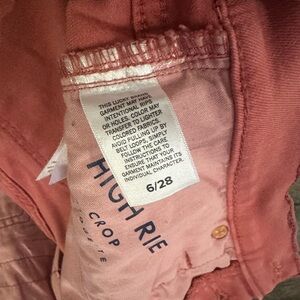 THIS LUCKY BRAND
GARMENT MAY HAVE
INTENTIONAL RIPS
OR HOLES. COLOR MAY
TRANSFER TO LIGHTER
COLORED FABRICS.
AVOID PULLING UP BY
BELT LOOPS, SIMPLY
FOLLOW THE CARE
INSTRUCTIONS TO
ENSURE THAT YOUR
GARMENT MAINTAINS ITS
INDIVIDUAL CHARACTER.
6/28
HIGH RI E
CROP